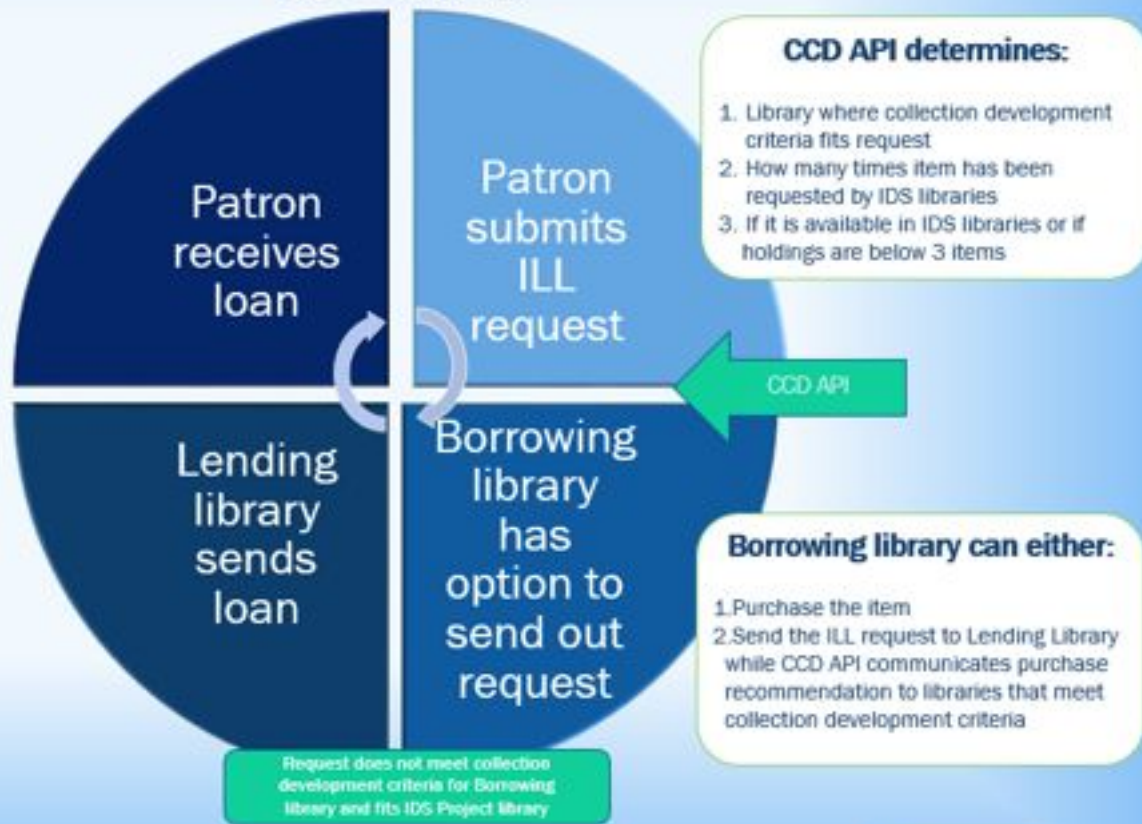 Patron
receives
loan
Patron
submits
ILL
request
CCD API determines:
1. Library where collection development
criteria fits request
2. How many times item has been
requested by IDS libraries
3. If it is available in IDS libraries or if
holdings are below 3 items
CCD API
Lending
library
sends
loan
Borrowing
library
has
option to
send out
request
Borrowing library can either:
1.Purchase the item
2.Send the ILL request to Lending Library
while CCD API communicates purchase
recommendation to libraries that meet
collection development criteria
Request does not meet collection
development criteria for Borrowing
library and fits IDS Project library